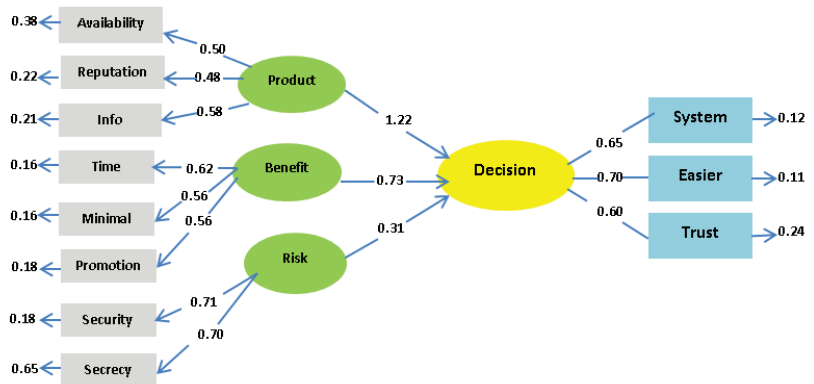 0.38
Availability
0.50
0.22
Reputation
0.48
Product
0.21
Info
0.58
1.22
0.16
Time
0.62
Benefit
0.73
0.16
Minimal
0.56
0.56
0.18
Promotion
Risk
0.31
0.18
Security
0.71
0.65
Secrecy
0.70
Decision
0.65
System
0.12
0.70
Easier
0.11
0.60
Trust
0.24